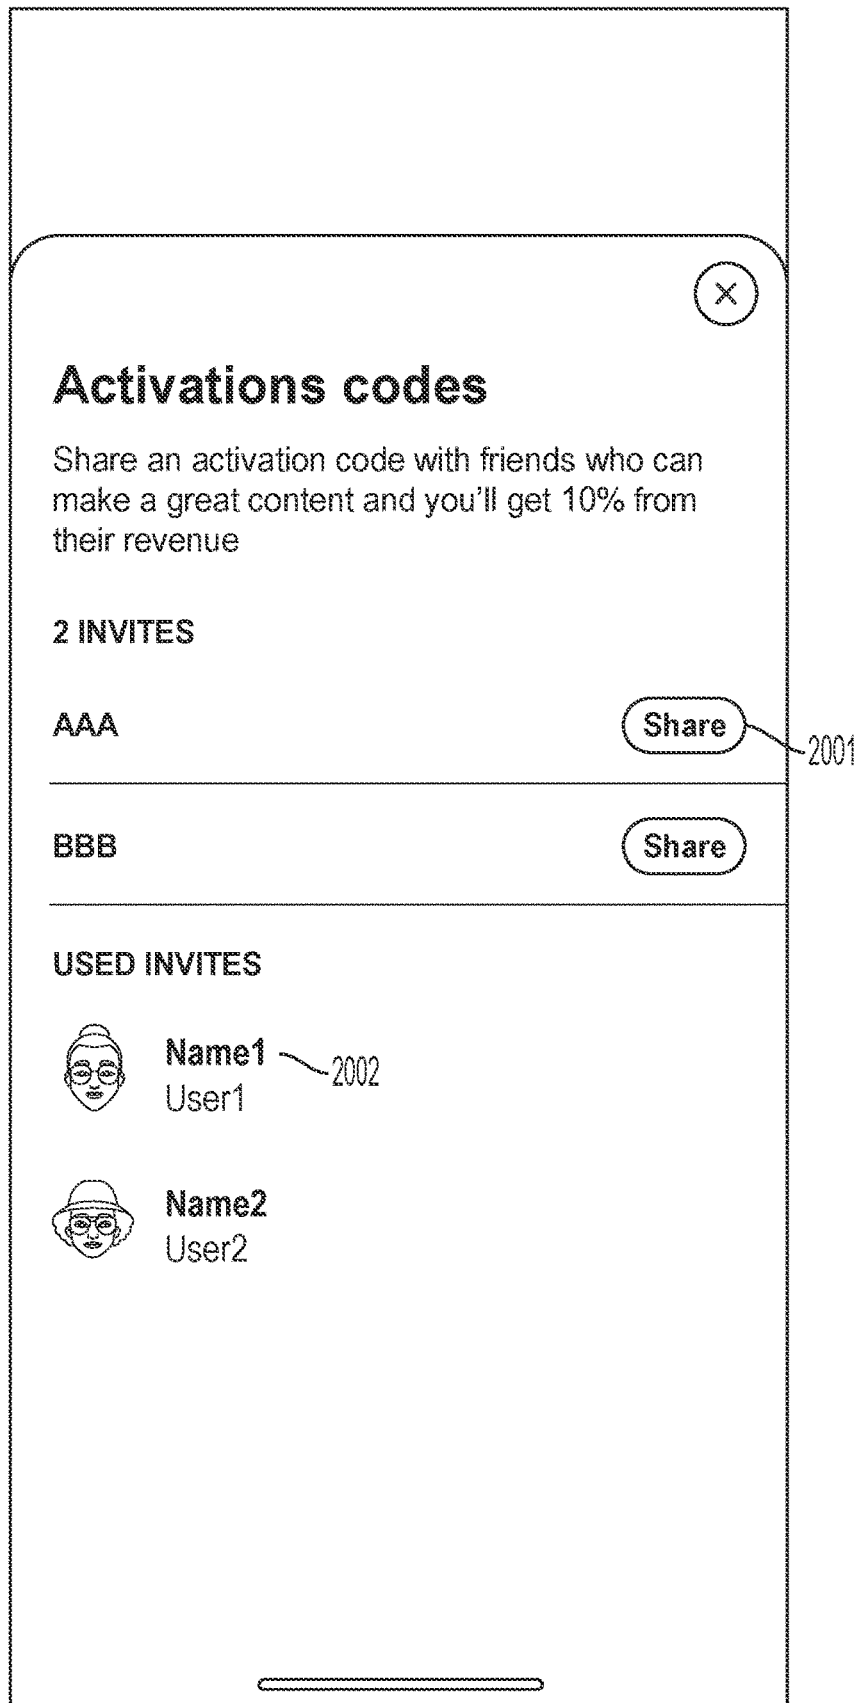 Activations codes
Share an activation code with friends who can
make a great content and you'll get 10% from
their revenue
2 INVITES
AAA
Share
2001
BBB
Share
USED INVITES
Name1
2002
User1
Name2
User2